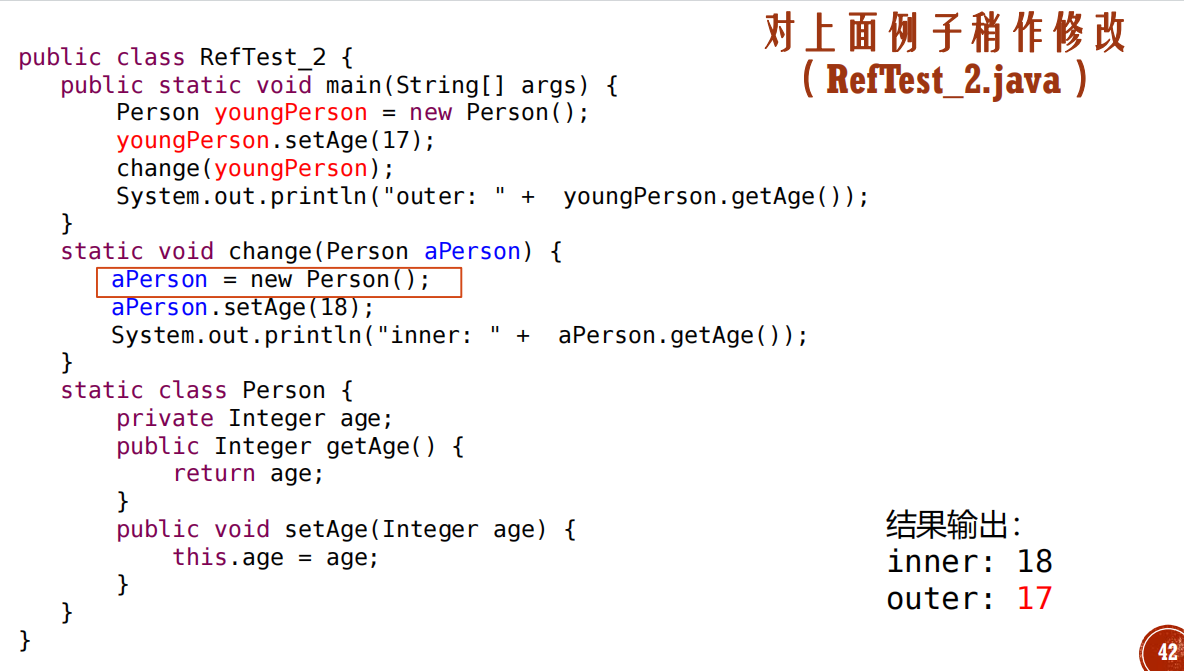 对上面例子稍作修改
（RefTest_2.java）
public class RefTest_2 {
public static void main(String[] args) {
Person youngPerson = new Person();
youngPerson.setAge(17);
change(youngPerson);
System.out.println("outer: " +  youngPerson.getAge());
}
static void change(Person aPerson) {
aPerson = new Person();
aPerson.setAge(18);
System.out.println("inner: " +  aPerson.getAge());
}
static class Person {
private Integer age;
public Integer getAge() {
return age;
}
public void setAge(Integer age) {
this.age = age;
}
}
}
结果输出：
inner: 18
outer: 17
42